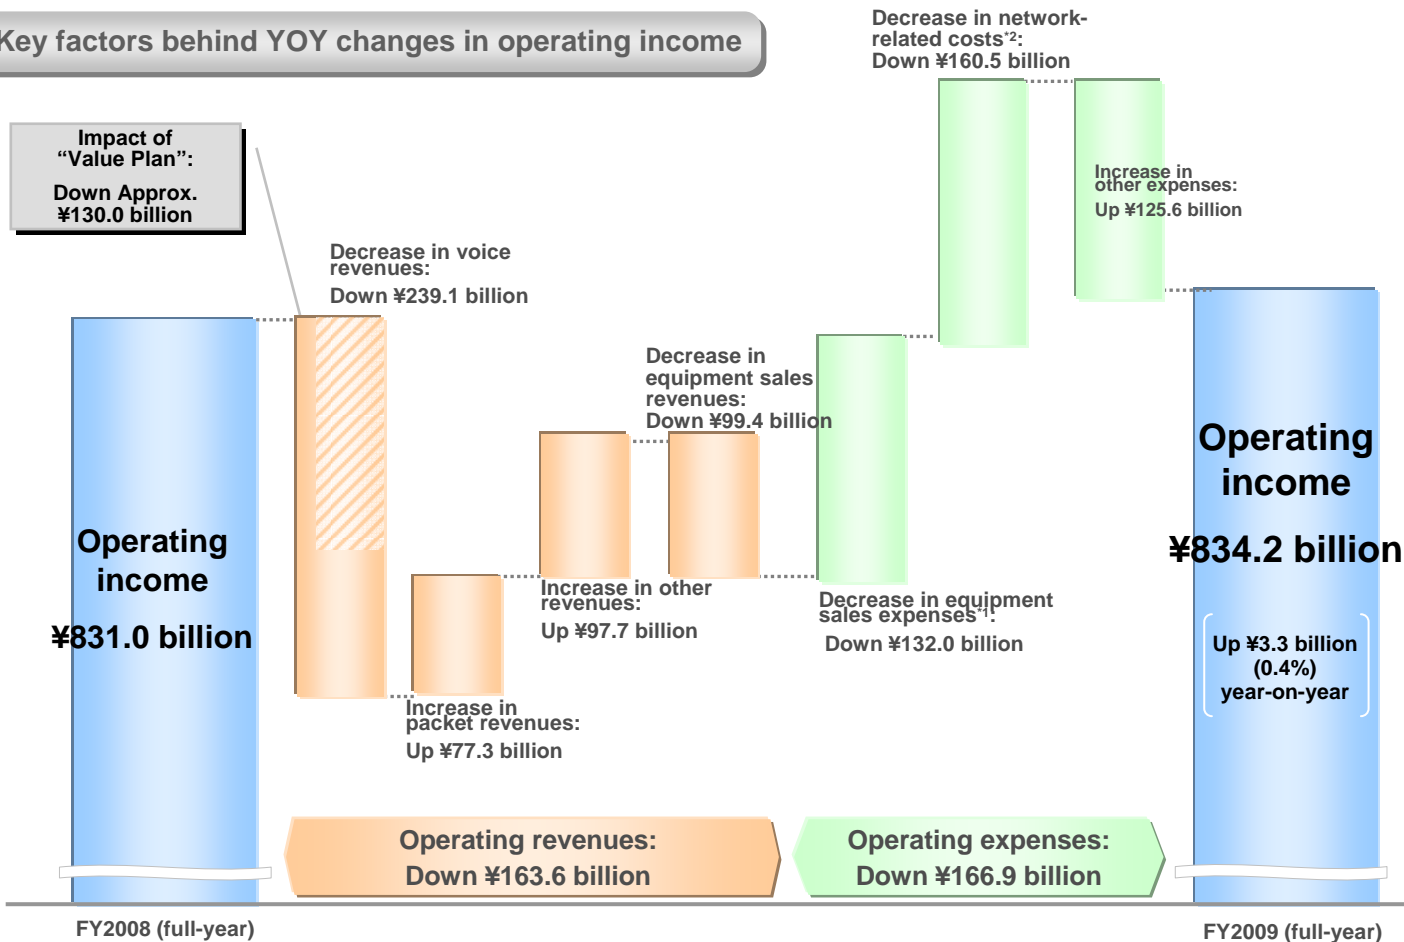 Key factors behind YOY changes in operating income
Decrease in network-
related costs*2:
Down ¥160.5 billion
Impact of
“Value Plan”:
Down Approx.
¥130.0 billion
Increase in
other expenses:
Up ¥125.6 billion
Decrease in voice
revenues:
Down ¥239.1 billion
Decrease in
equipment sales
revenues:
Down ¥99.4 billion
Operating
income
¥831.0 billion
Increase in other
revenues:
Up ¥97.7 billion
Decrease in equipment
sales expenses*1:
Down ¥132.0 billion
Operating
income
¥834.2 billion
Up ¥3.3 billion
(0.4%)
year-on-year
Increase in
packet revenues:
Up ¥77.3 billion
Operating revenues:
Down ¥163.6 billion
Operating expenses:
Down ¥166.9 billion
FY2008 (full-year)
FY2009 (full-year)